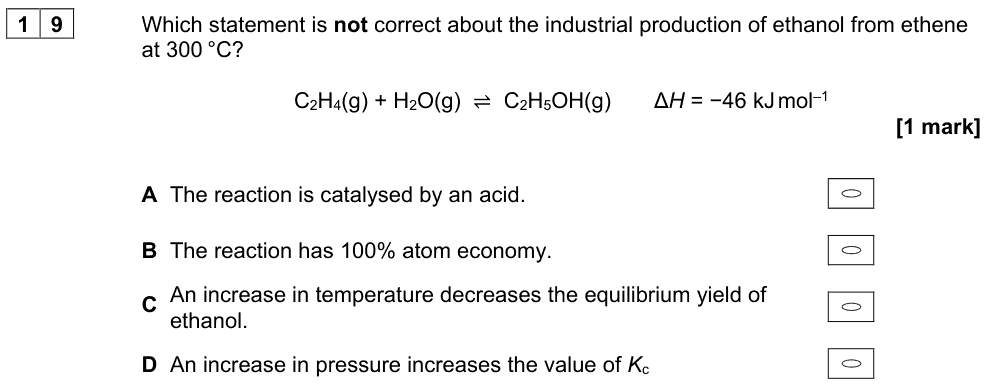 1 9 Which statement is not correct about the industrial production of ethanol from ethene
at 300 °C?
C₂H₄(g) + H₂O(g) ⇌ C₂H₅OH(g) ΔH = −46 kJ mol⁻¹
[1 mark]
A The reaction is catalysed by an acid.
B The reaction has 100% atom economy.
C An increase in temperature decreases the equilibrium yield of
ethanol.
D An increase in pressure increases the value of Kc